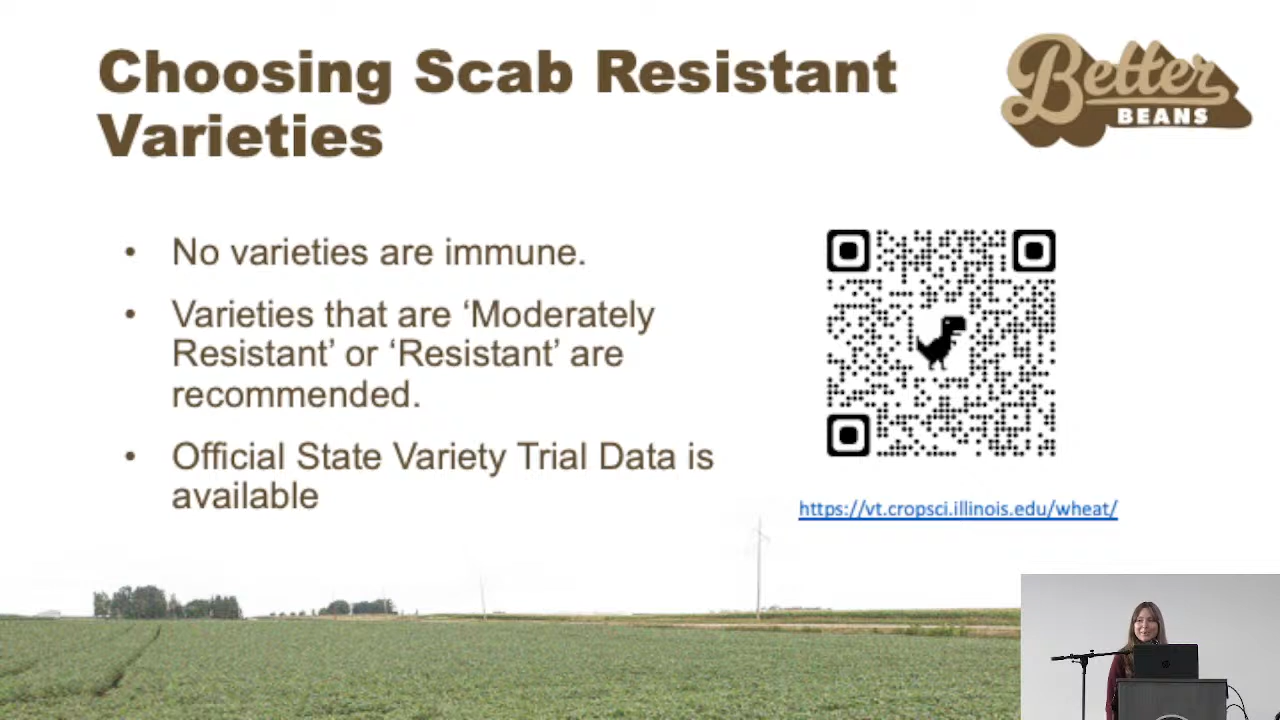 Choosing Scab Resistant
Varieties
Better
BEANS
• No varieties are immune.
• Varieties that are ‘Moderately
Resistant’ or ‘Resistant’ are
recommended.
• Official State Variety Trial Data is
available
https://vt.cropsci.illinois.edu/wheat/